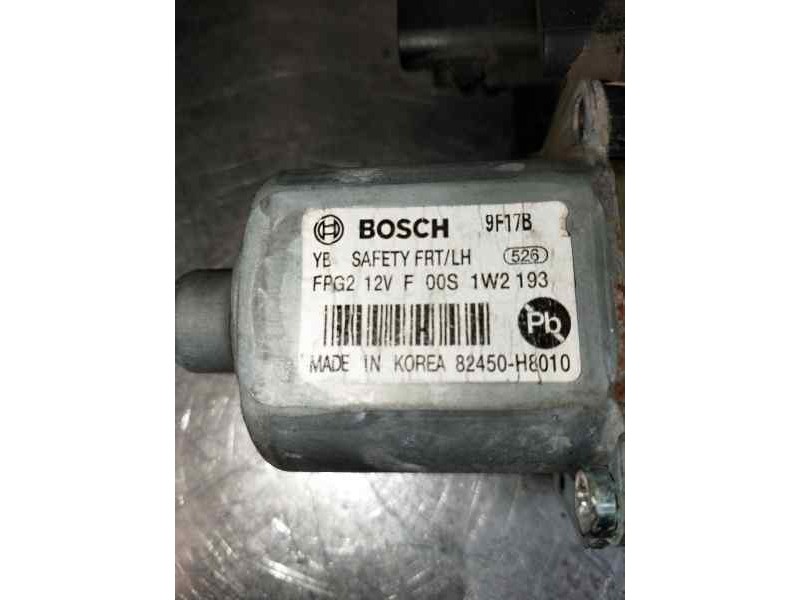 BOSCH 9F17B
YB SAFETY FRT/LH 526
FPG2 12V F 00S 1W2 193
Pb
MADE IN KOREA 82450-H8010